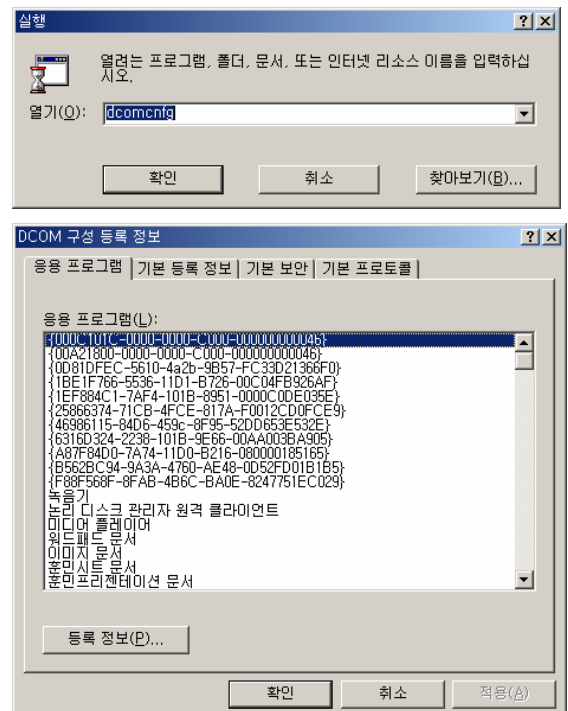 실행
열려는 프로그램, 폴더, 문서, 또는 인터넷 리소스 이름을 입력하십
시오.
열기(O): dcomcnfg
확인 취소 찾아보기(B)...
DCOM 구성 등록 정보
응용 프로그램 기본 등록 정보 기본 보안 기본 프로토콜
응용 프로그램(L):
{000C101C-0000-0000-C000-000000000046}
{00A21800-0000-0000-C000-000000000046}
{0D81DFEC-5610-4a2b-9B57-FC33D21366F0}
{1BE1F766-5536-11D1-B726-00C04FB926AF}
{1EF884C1-7AF4-101B-8951-0000C0DE035E}
{25866374-71CB-4FCE-817A-F0012CD0FCE9}
{46986115-84D6-459c-8F95-52DD653E532E}
{6316D324-2238-101B-9E66-00AA003BA905}
{A87F84D0-7A74-11D0-B216-080000185165}
{B562BC94-9A3A-4760-AE48-0D52FD01B1B5}
{F88F568F-8FAB-4B6C-BA0E-8247751EC029}
녹음기
논리 디스크 관리자 원격 클라이언트
미디어 플레이어
워드패드 문서
이미지 문서
훈민시트 문서
훈민프리젠테이션 문서
등록 정보(P)...
확인 취소 적용(A)